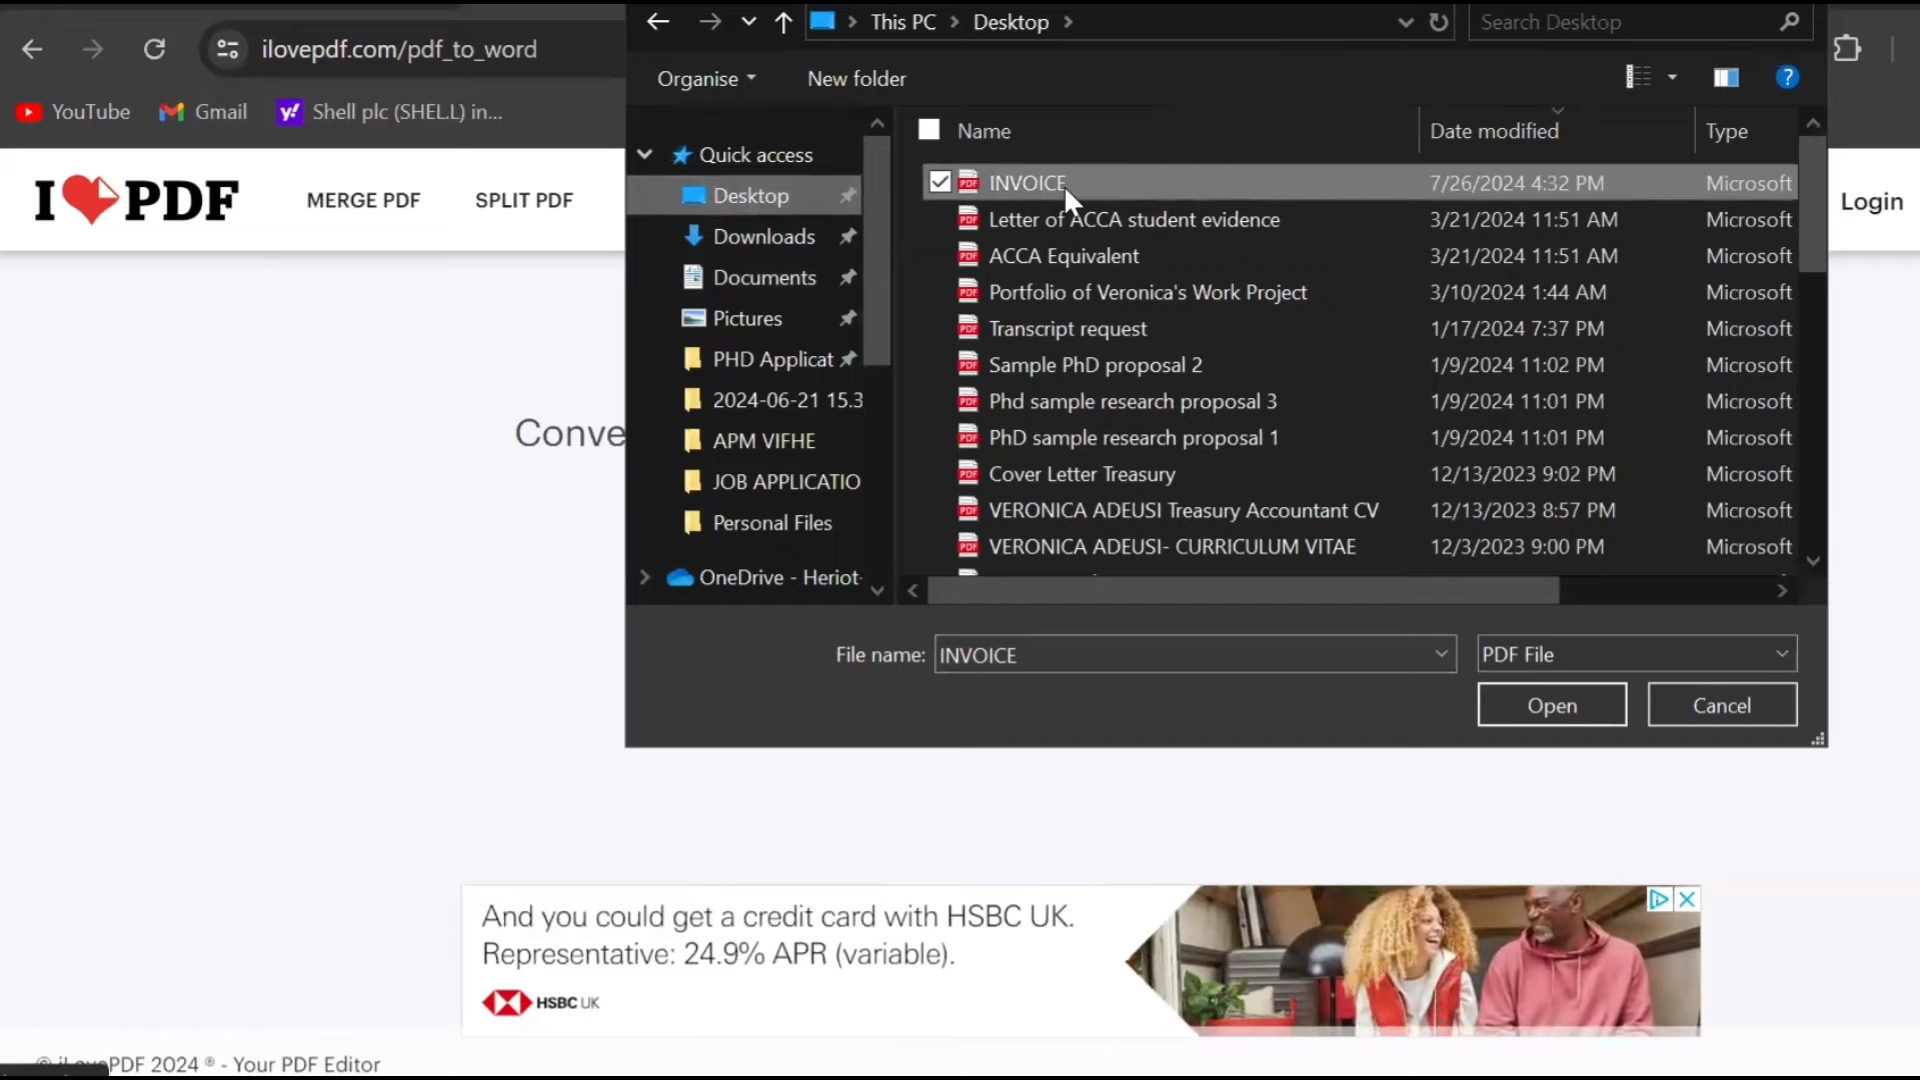 ilovepdf.com/pdf_to_word
YouTube
Gmail
Shell plc (SHEL.L) in...
I PDF
MERGE PDF
SPLIT PDF
Login
Conve
This PC
Desktop
Search Desktop
Organise
New folder
?
Quick access
Desktop
Downloads
Documents
Pictures
PHD Applicat
2024-06-21 15.3
APM VIFHE
JOB APPLICATIO
Personal Files
OneDrive - Heriot-
Name Date modified Type
INVOICE 7/26/2024 4:32 PM Microsoft
Letter of ACCA student evidence 3/21/2024 11:51 AM Microsoft
ACCA Equivalent 3/21/2024 11:51 AM Microsoft
Portfolio of Veronica's Work Project 3/10/2024 1:44 AM Microsoft
Transcript request 1/17/2024 7:37 PM Microsoft
Sample PhD proposal 2 1/9/2024 11:02 PM Microsoft
Phd sample research proposal 3 1/9/2024 11:01 PM Microsoft
PhD sample research proposal 1 1/9/2024 11:01 PM Microsoft
Cover Letter Treasury 12/13/2023 9:02 PM Microsoft
VERONICA ADEUSI Treasury Accountant CV 12/13/2023 8:57 PM Microsoft
VERONICA ADEUSI- CURRICULUM VITAE 12/3/2023 9:00 PM Microsoft
File name: INVOICE PDF File
Open Cancel
And you could get a credit card with HSBC UK.
Representative: 24.9% APR (variable).
HSBC UK
© iLovePDF 2024 ® - Your PDF Editor